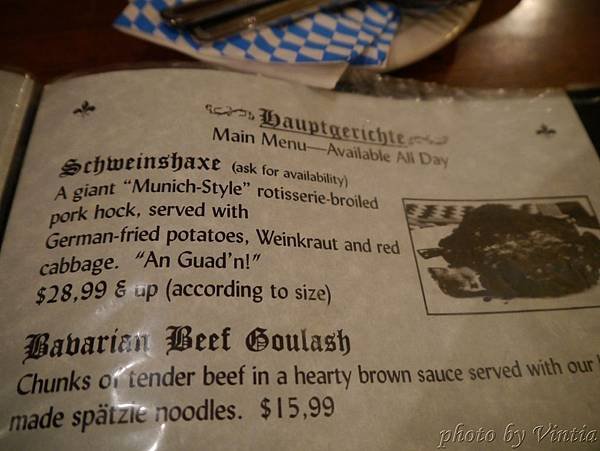 Hauptgerichte
Main Menu—Available All Day
Schweinshaxe (ask for availability)
A giant "Munich-Style" rotisserie-broiled
pork hock, served with
German-fried potatoes, Weinkraut and red
cabbage. "An Guad'n!"
$28,99 & up (according to size)
Bavarian Beef Goulash
Chunks of tender beef in a hearty brown sauce served with our
made spätzle noodles. $15,99
photo by Vintia